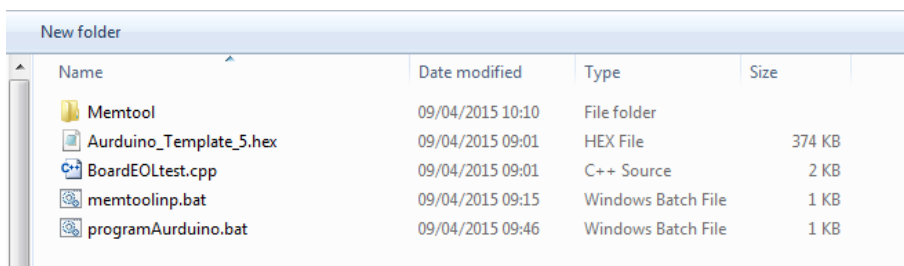 New folder
Name Date modified Type Size
Memtool 09/04/2015 10:10 File folder
Aurduino_Template_5.hex 09/04/2015 09:01 HEX File 374 KB
BoardEOLtest.cpp 09/04/2015 09:01 C++ Source 2 KB
memtoolinp.bat 09/04/2015 09:15 Windows Batch File 1 KB
programAurduino.bat 09/04/2015 09:46 Windows Batch File 1 KB